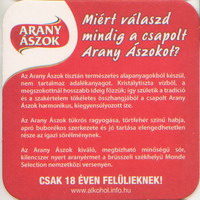 ARANY
ÁSZOK
Miért válaszd
mindig a csapolt
Arany Ászokot?
Az Arany Ászok tisztán természetes alapanyagokból készül,
nem tartalmaz adalékanyagot. Kristálytiszta vízből, a
megszokottnál hosszabb ideig főzzük; így születik a tradíció
és a szakértelem tökéletes összhangjából a csapolt Arany
Ászok harmonikus, kiegyensúlyozott íze.
Az Arany Ászok tükrös ragyogása, törtfehér színű habja,
apró buborékos szerkezete és jó tartása elengedhetetlen
része az igazi sörélménynek.
Az Arany Ászok kiváló, megbízható minőségű sör,
kilencszer nyert aranyérmet a brüsszeli székhelyű Monde
Selection nemzetközi versenyén.
CSAK 18 ÉVEN FELÜLIEKNEK!
www.alkohol.info.hu